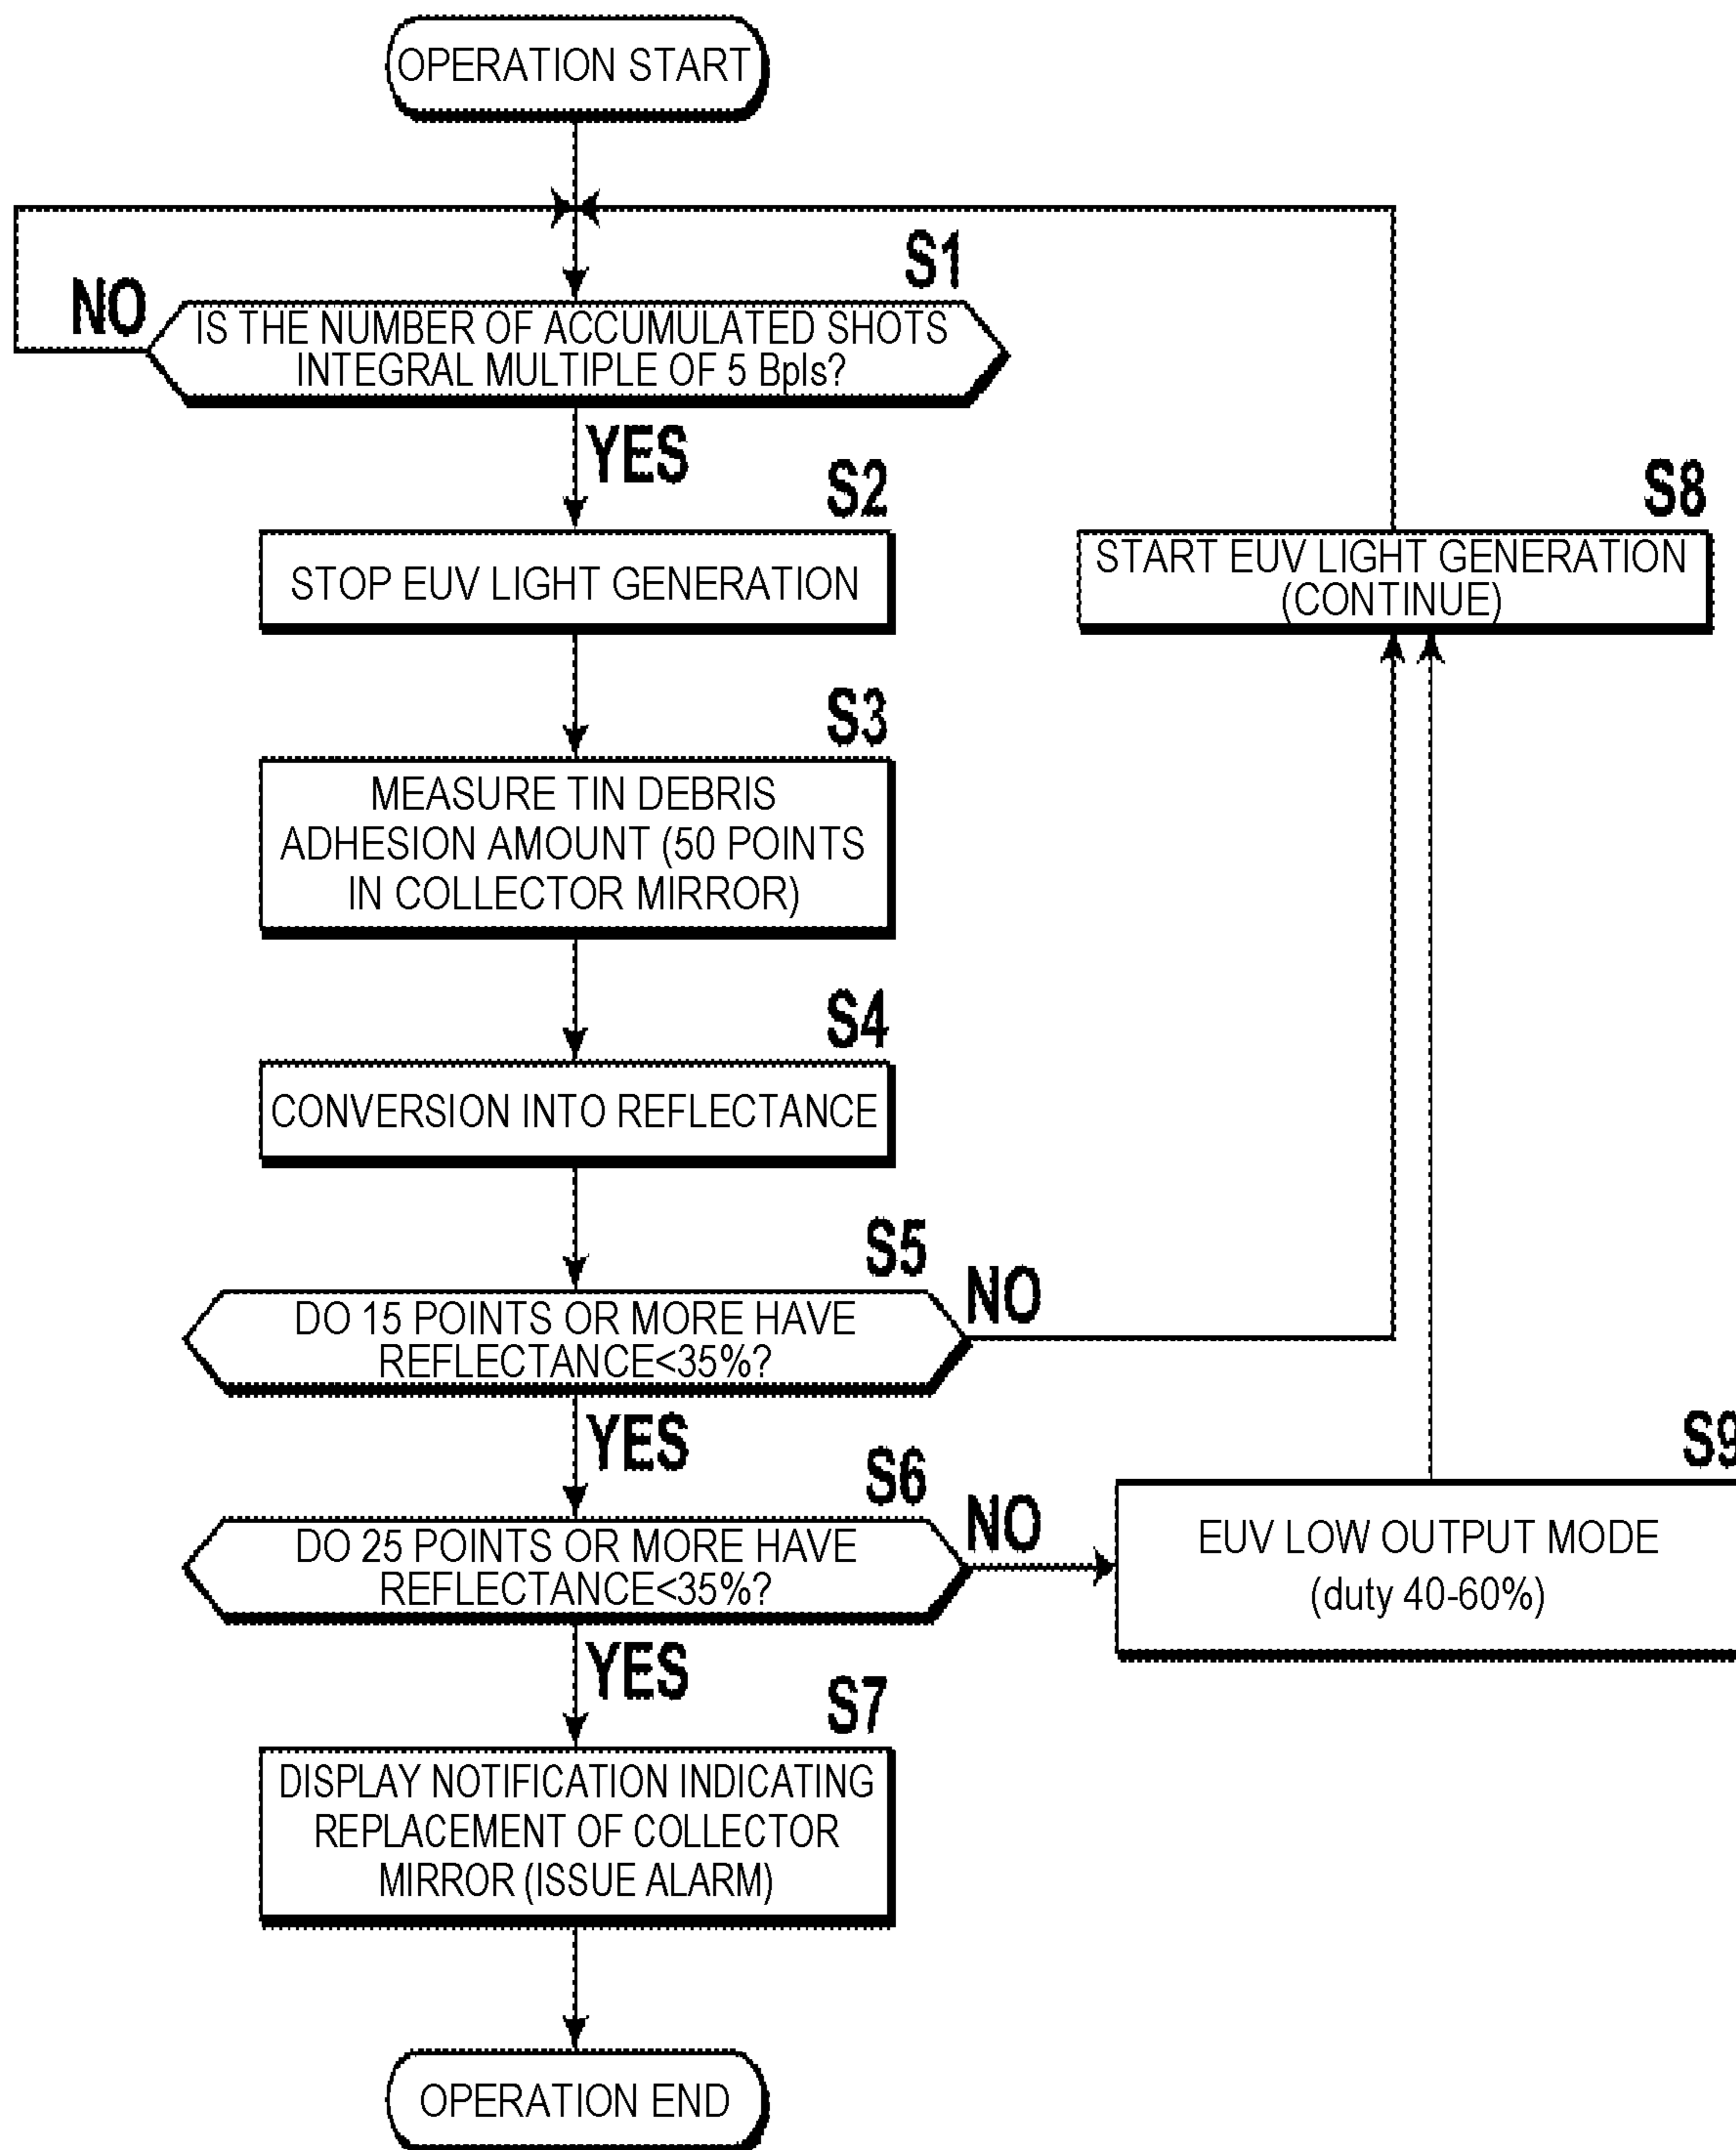 OPERATION START
S1
NO
IS THE NUMBER OF ACCUMULATED SHOTS
INTEGRAL MULTIPLE OF 5 Bpls?
YES
S2
STOP EUV LIGHT GENERATION
S8
START EUV LIGHT GENERATION
(CONTINUE)
S3
MEASURE TIN DEBRIS
ADHESION AMOUNT (50 POINTS
IN COLLECTOR MIRROR)
S4
CONVERSION INTO REFLECTANCE
S5
NO
DO 15 POINTS OR MORE HAVE
REFLECTANCE<35%?
YES
S6
NO
DO 25 POINTS OR MORE HAVE
REFLECTANCE<35%?
S9
EUV LOW OUTPUT MODE
(duty 40-60%)
YES
S7
DISPLAY NOTIFICATION INDICATING
REPLACEMENT OF COLLECTOR
MIRROR (ISSUE ALARM)
OPERATION END